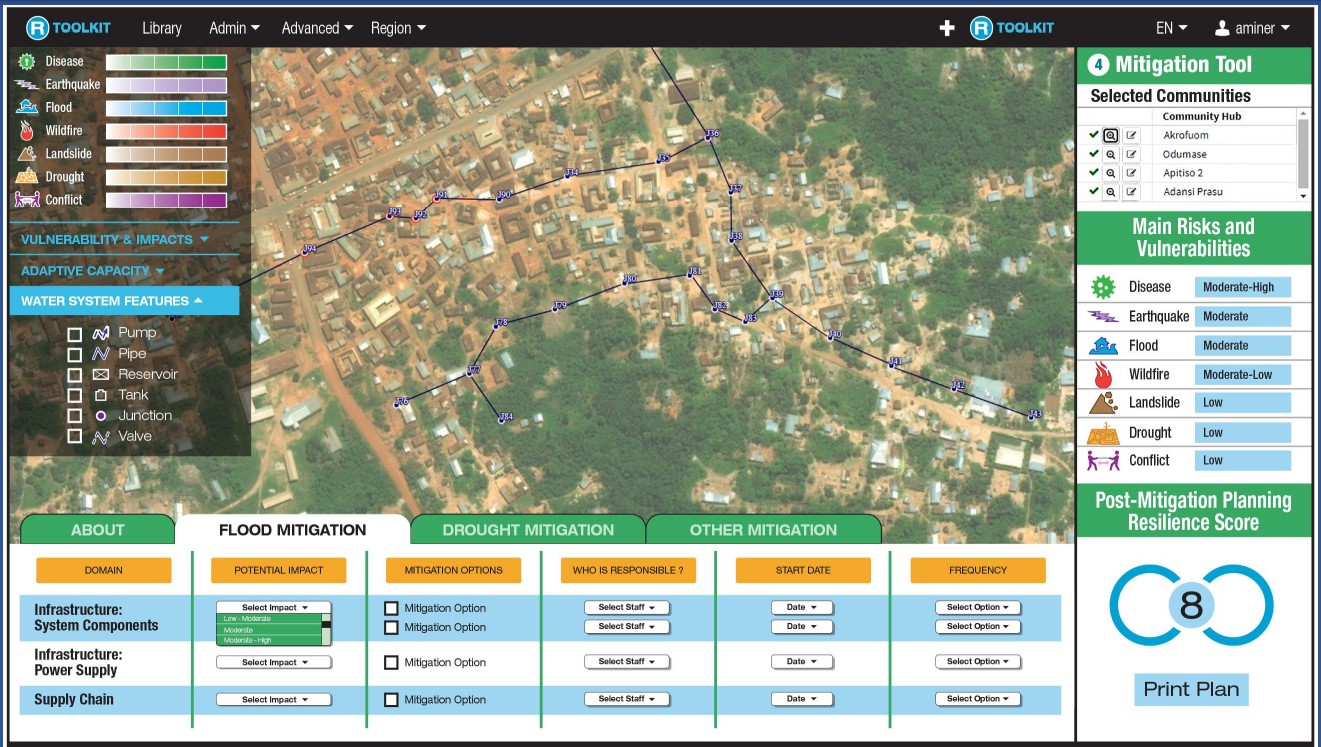 R TOOLKIT
Library
Admin
Advanced
Region
R TOOLKIT
EN
aminer
Disease
Earthquake
Flood
Wildfire
Landslide
Drought
Conflict
VULNERABILITY & IMPACTS
ADAPTIVE CAPACITY
WATER SYSTEM FEATURES
Pump
Pipe
Reservoir
Tank
Junction
Valve
J36
J35
J34
J37
J90
J91
J92
J93
J94
J38
J81
J80
J39
J82
J83
J79
J78
J40
J41
J77
J42
J76
J84
J43
4 Mitigation Tool
Selected Communities
Community Hub
Akrofuom
Odumase
Apitiso 2
Adansi Prasu
Main Risks and
Vulnerabilities
Disease Moderate-High
Earthquake Moderate
Flood Moderate
Wildfire Moderate-Low
Landslide Low
Drought Low
Conflict Low
Post-Mitigation Planning
Resilience Score
8
Print Plan
ABOUT
FLOOD MITIGATION
DROUGHT MITIGATION
OTHER MITIGATION
DOMAIN
POTENTIAL IMPACT
MITIGATION OPTIONS
WHO IS RESPONSIBLE ?
START DATE
FREQUENCY
Infrastructure:
System Components
Select Impact
Low - Moderate
Moderate
Moderate - High
Mitigation Option
Select Staff
Date
Select Option
Mitigation Option
Select Staff
Date
Select Option
Infrastructure:
Power Supply
Select Impact
Mitigation Option
Select Staff
Date
Select Option
Supply Chain
Select Impact
Mitigation Option
Select Staff
Date
Select Option